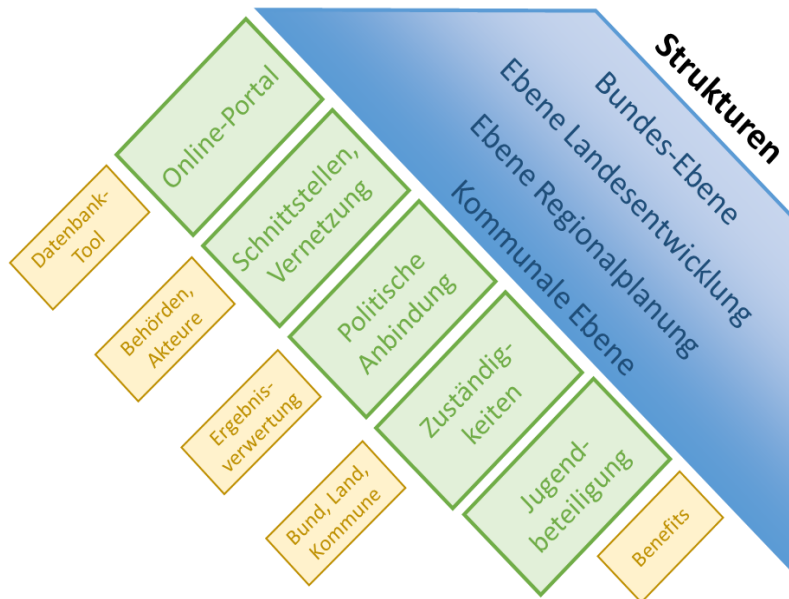 Strukturen
Bundes-Ebene
Ebene Landesentwicklung
Ebene Regionalplanung
Kommunale Ebene
Online-Portal
Schnittstellen,
Vernetzung
Politische
Anbindung
Zuständig-
keiten
Jugend-
beteiligung
Datenbank-
Tool
Behörden,
Akteure
Ergebnis-
verwertung
Bund, Land,
Kommune
Benefits